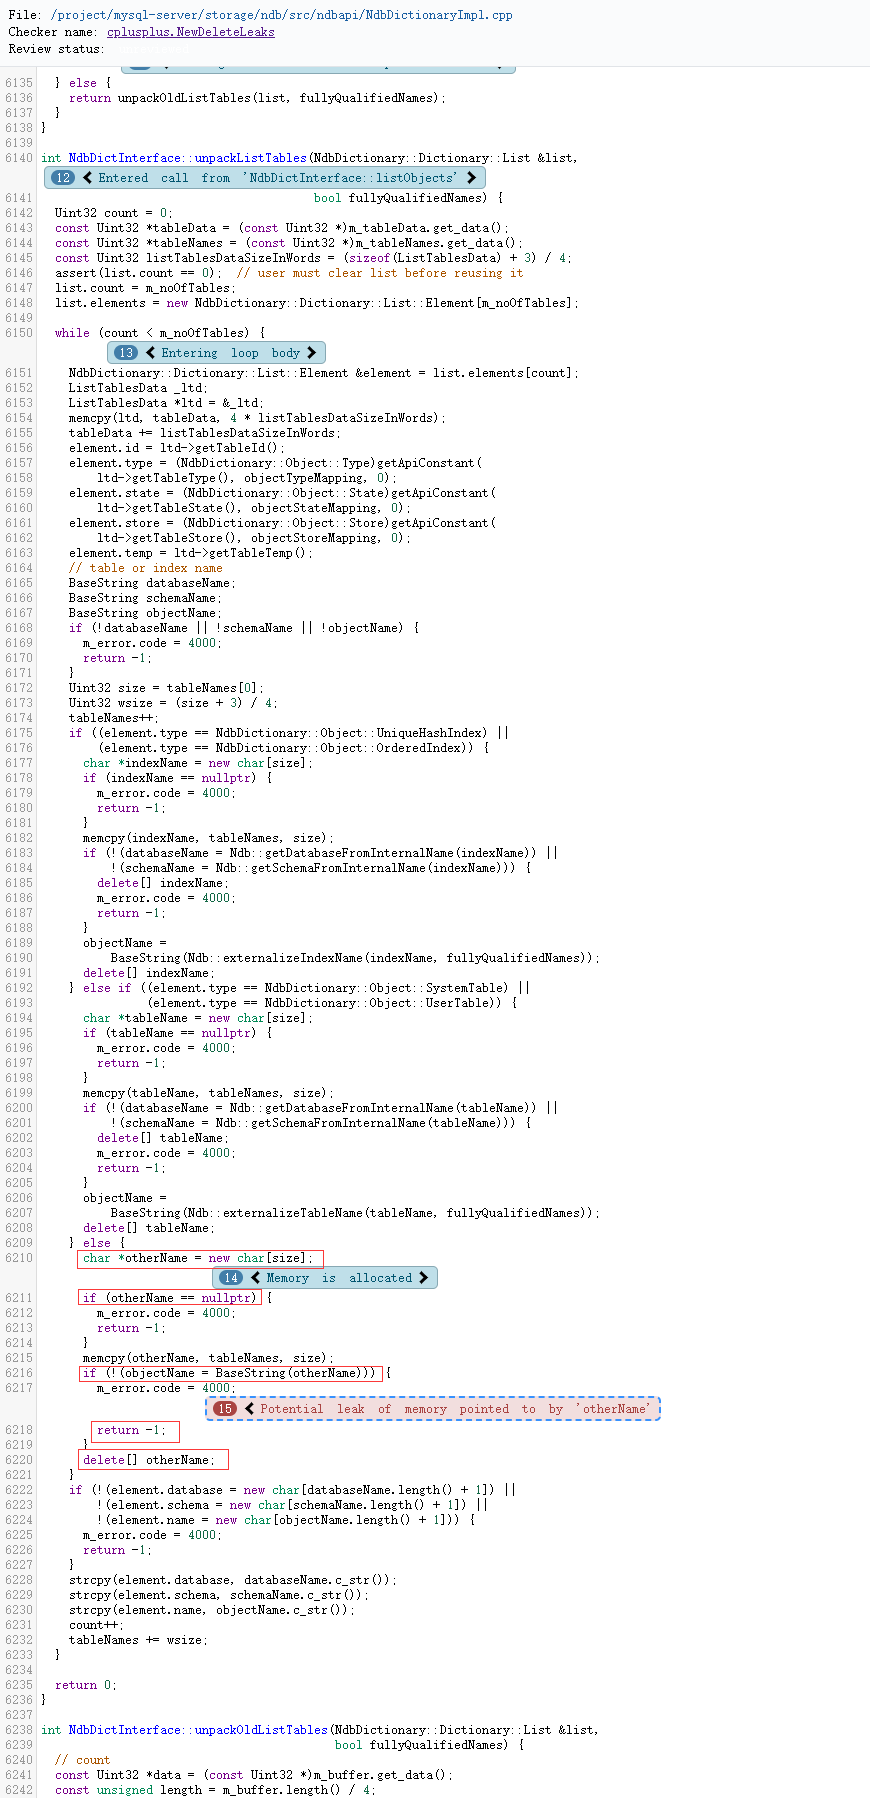 File: /project/mysql-server/storage/ndb/src/ndbapi/NdbDictionaryImpl.cpp
Checker name: cplusplus.NewDeleteLeaks
Review status:
6135 } else {
6136 return unpackOldListTables(list, fullyQualifiedNames);
6137 }
6138 }
6139
6140 int NdbDictInterface::unpackListTables(NdbDictionary::Dictionary::List &list,
12 Entered call from 'NdbDictInterface::listObjects'
6141 bool fullyQualifiedNames) {
6142 Uint32 count = 0;
6143 const Uint32 *tableData = (const Uint32 *)m_tableData.get_data();
6144 const Uint32 *tableNames = (const Uint32 *)m_tableNames.get_data();
6145 const Uint32 listTablesDataSizeInWords = (sizeof(ListTablesData) + 3) / 4;
6146 assert(list.count == 0);  // user must clear list before reusing it
6147 list.count = m_noOfTables;
6148 list.elements = new NdbDictionary::Dictionary::List::Element[m_noOfTables];
6149
6150 while (count < m_noOfTables) {
13 Entering loop body
6151 NdbDictionary::Dictionary::List::Element &element = list.elements[count];
6152 ListTablesData _ltd;
6153 ListTablesData *ltd = &_ltd;
6154 memcpy(ltd, tableData, 4 * listTablesDataSizeInWords);
6155 tableData += listTablesDataSizeInWords;
6156 element.id = ltd->getTableId();
6157 element.type = (NdbDictionary::Object::Type)getApiConstant(
6158 ltd->getTableType(), objectTypeMapping, 0);
6159 element.state = (NdbDictionary::Object::State)getApiConstant(
6160 ltd->getTableState(), objectStateMapping, 0);
6161 element.store = (NdbDictionary::Object::Store)getApiConstant(
6162 ltd->getTableStore(), objectStoreMapping, 0);
6163 element.temp = ltd->getTableTemp();
6164 // table or index name
6165 BaseString databaseName;
6166 BaseString schemaName;
6167 BaseString objectName;
6168 if (!databaseName || !schemaName || !objectName) {
6169 m_error.code = 4000;
6170 return -1;
6171 }
6172 Uint32 size = tableNames[0];
6173 Uint32 wsize = (size + 3) / 4;
6174 tableNames++;
6175 if ((element.type == NdbDictionary::Object::UniqueHashIndex) ||
6176 (element.type == NdbDictionary::Object::OrderedIndex)) {
6177 char *indexName = new char[size];
6178 if (indexName == nullptr) {
6179 m_error.code = 4000;
6180 return -1;
6181 }
6182 memcpy(indexName, tableNames, size);
6183 if (!(databaseName = Ndb::getDatabaseFromInternalName(indexName)) ||
6184 !(schemaName = Ndb::getSchemaFromInternalName(indexName))) {
6185 delete[] indexName;
6186 m_error.code = 4000;
6187 return -1;
6188 }
6189 objectName =
6190 BaseString(Ndb::externalizeIndexName(indexName, fullyQualifiedNames));
6191 delete[] indexName;
6192 } else if ((element.type == NdbDictionary::Object::SystemTable) ||
6193 (element.type == NdbDictionary::Object::UserTable)) {
6194 char *tableName = new char[size];
6195 if (tableName == nullptr) {
6196 m_error.code = 4000;
6197 return -1;
6198 }
6199 memcpy(tableName, tableNames, size);
6200 if (!(databaseName = Ndb::getDatabaseFromInternalName(tableName)) ||
6201 !(schemaName = Ndb::getSchemaFromInternalName(tableName))) {
6202 delete[] tableName;
6203 m_error.code = 4000;
6204 return -1;
6205 }
6206 objectName =
6207 BaseString(Ndb::externalizeTableName(tableName, fullyQualifiedNames));
6208 delete[] tableName;
6209 } else {
6210 char *otherName = new char[size];
14 Memory is allocated
6211 if (otherName == nullptr) {
6212 m_error.code = 4000;
6213 return -1;
6214 }
6215 memcpy(otherName, tableNames, size);
6216 if (!(objectName = BaseString(otherName))) {
6217 m_error.code = 4000;
15 Potential leak of memory pointed to by 'otherName'
6218 return -1;
6219 }
6220 delete[] otherName;
6221 }
6222 if (!(element.database = new char[databaseName.length() + 1]) ||
6223 !(element.schema = new char[schemaName.length() + 1]) ||
6224 !(element.name = new char[objectName.length() + 1])) {
6225 m_error.code = 4000;
6226 return -1;
6227 }
6228 strcpy(element.database, databaseName.c_str());
6229 strcpy(element.schema, schemaName.c_str());
6230 strcpy(element.name, objectName.c_str());
6231 count++;
6232 tableNames += wsize;
6233 }
6234
6235 return 0;
6236 }
6237
6238 int NdbDictInterface::unpackOldListTables(NdbDictionary::Dictionary::List &list,
6239 bool fullyQualifiedNames) {
6240 // count
6241 const Uint32 *data = (const Uint32 *)m_buffer.get_data();
6242 const unsigned length = m_buffer.length() / 4;